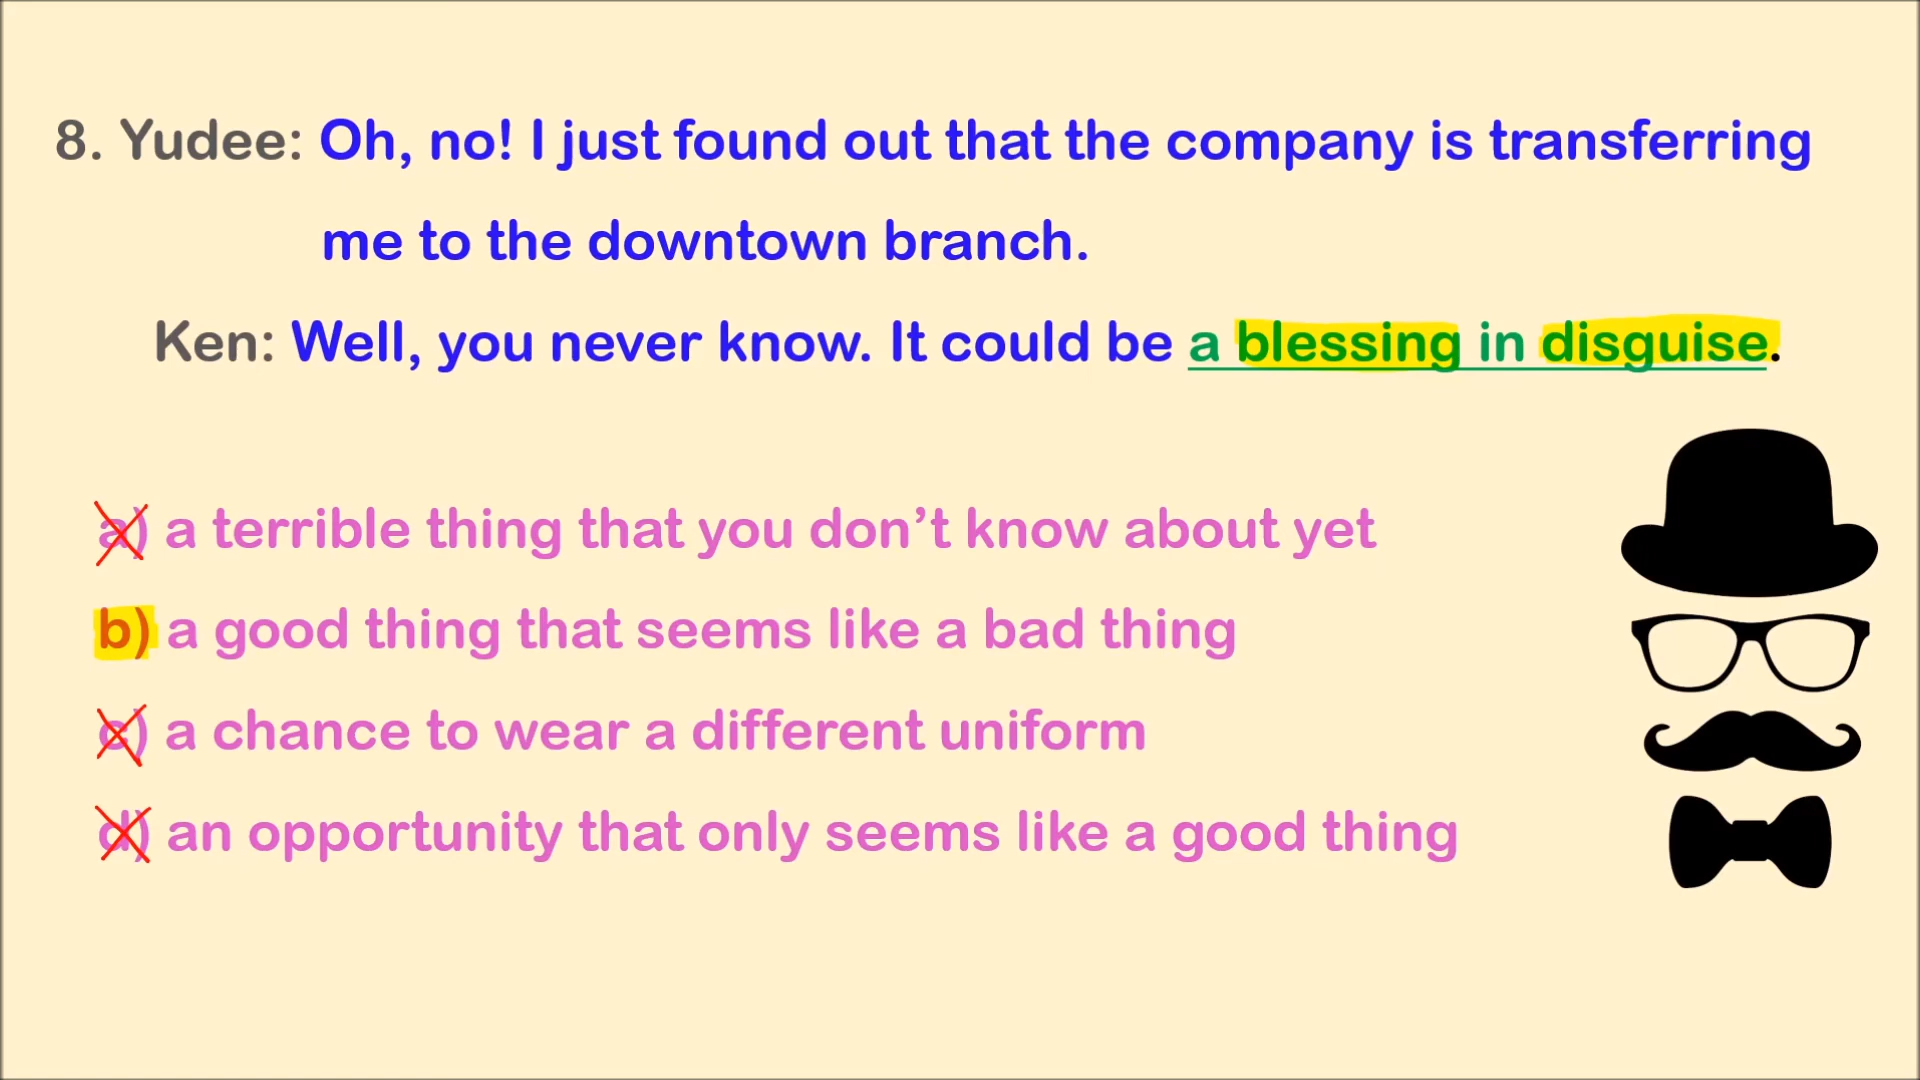 8. Yudee: Oh, no! I just found out that the company is transferring
me to the downtown branch.
Ken: Well, you never know. It could be a blessing in disguise.
a) a terrible thing that you don’t know about yet
b) a good thing that seems like a bad thing
c) a chance to wear a different uniform
d) an opportunity that only seems like a good thing